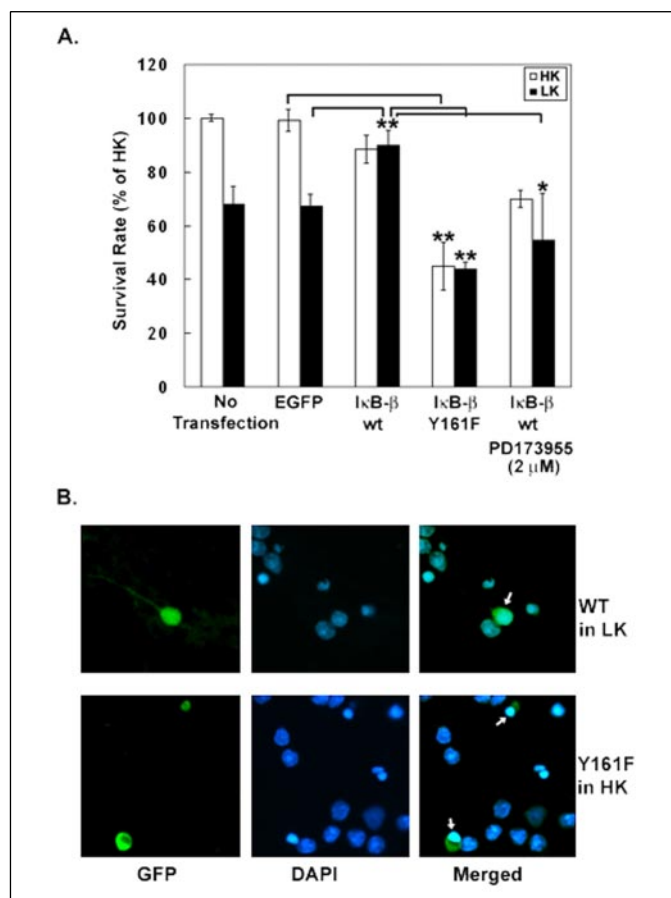 A.
120
100
80
60
40
20
0
Survival Rate (% of HK)
HK
LK
**
**
**
*
No Transfection
EGFP
IκB-β wt
IκB-β Y161F
IκB-β wt PD173955 (2 μM)
B.
WT in LK
Y161F in HK
GFP
DAPI
Merged